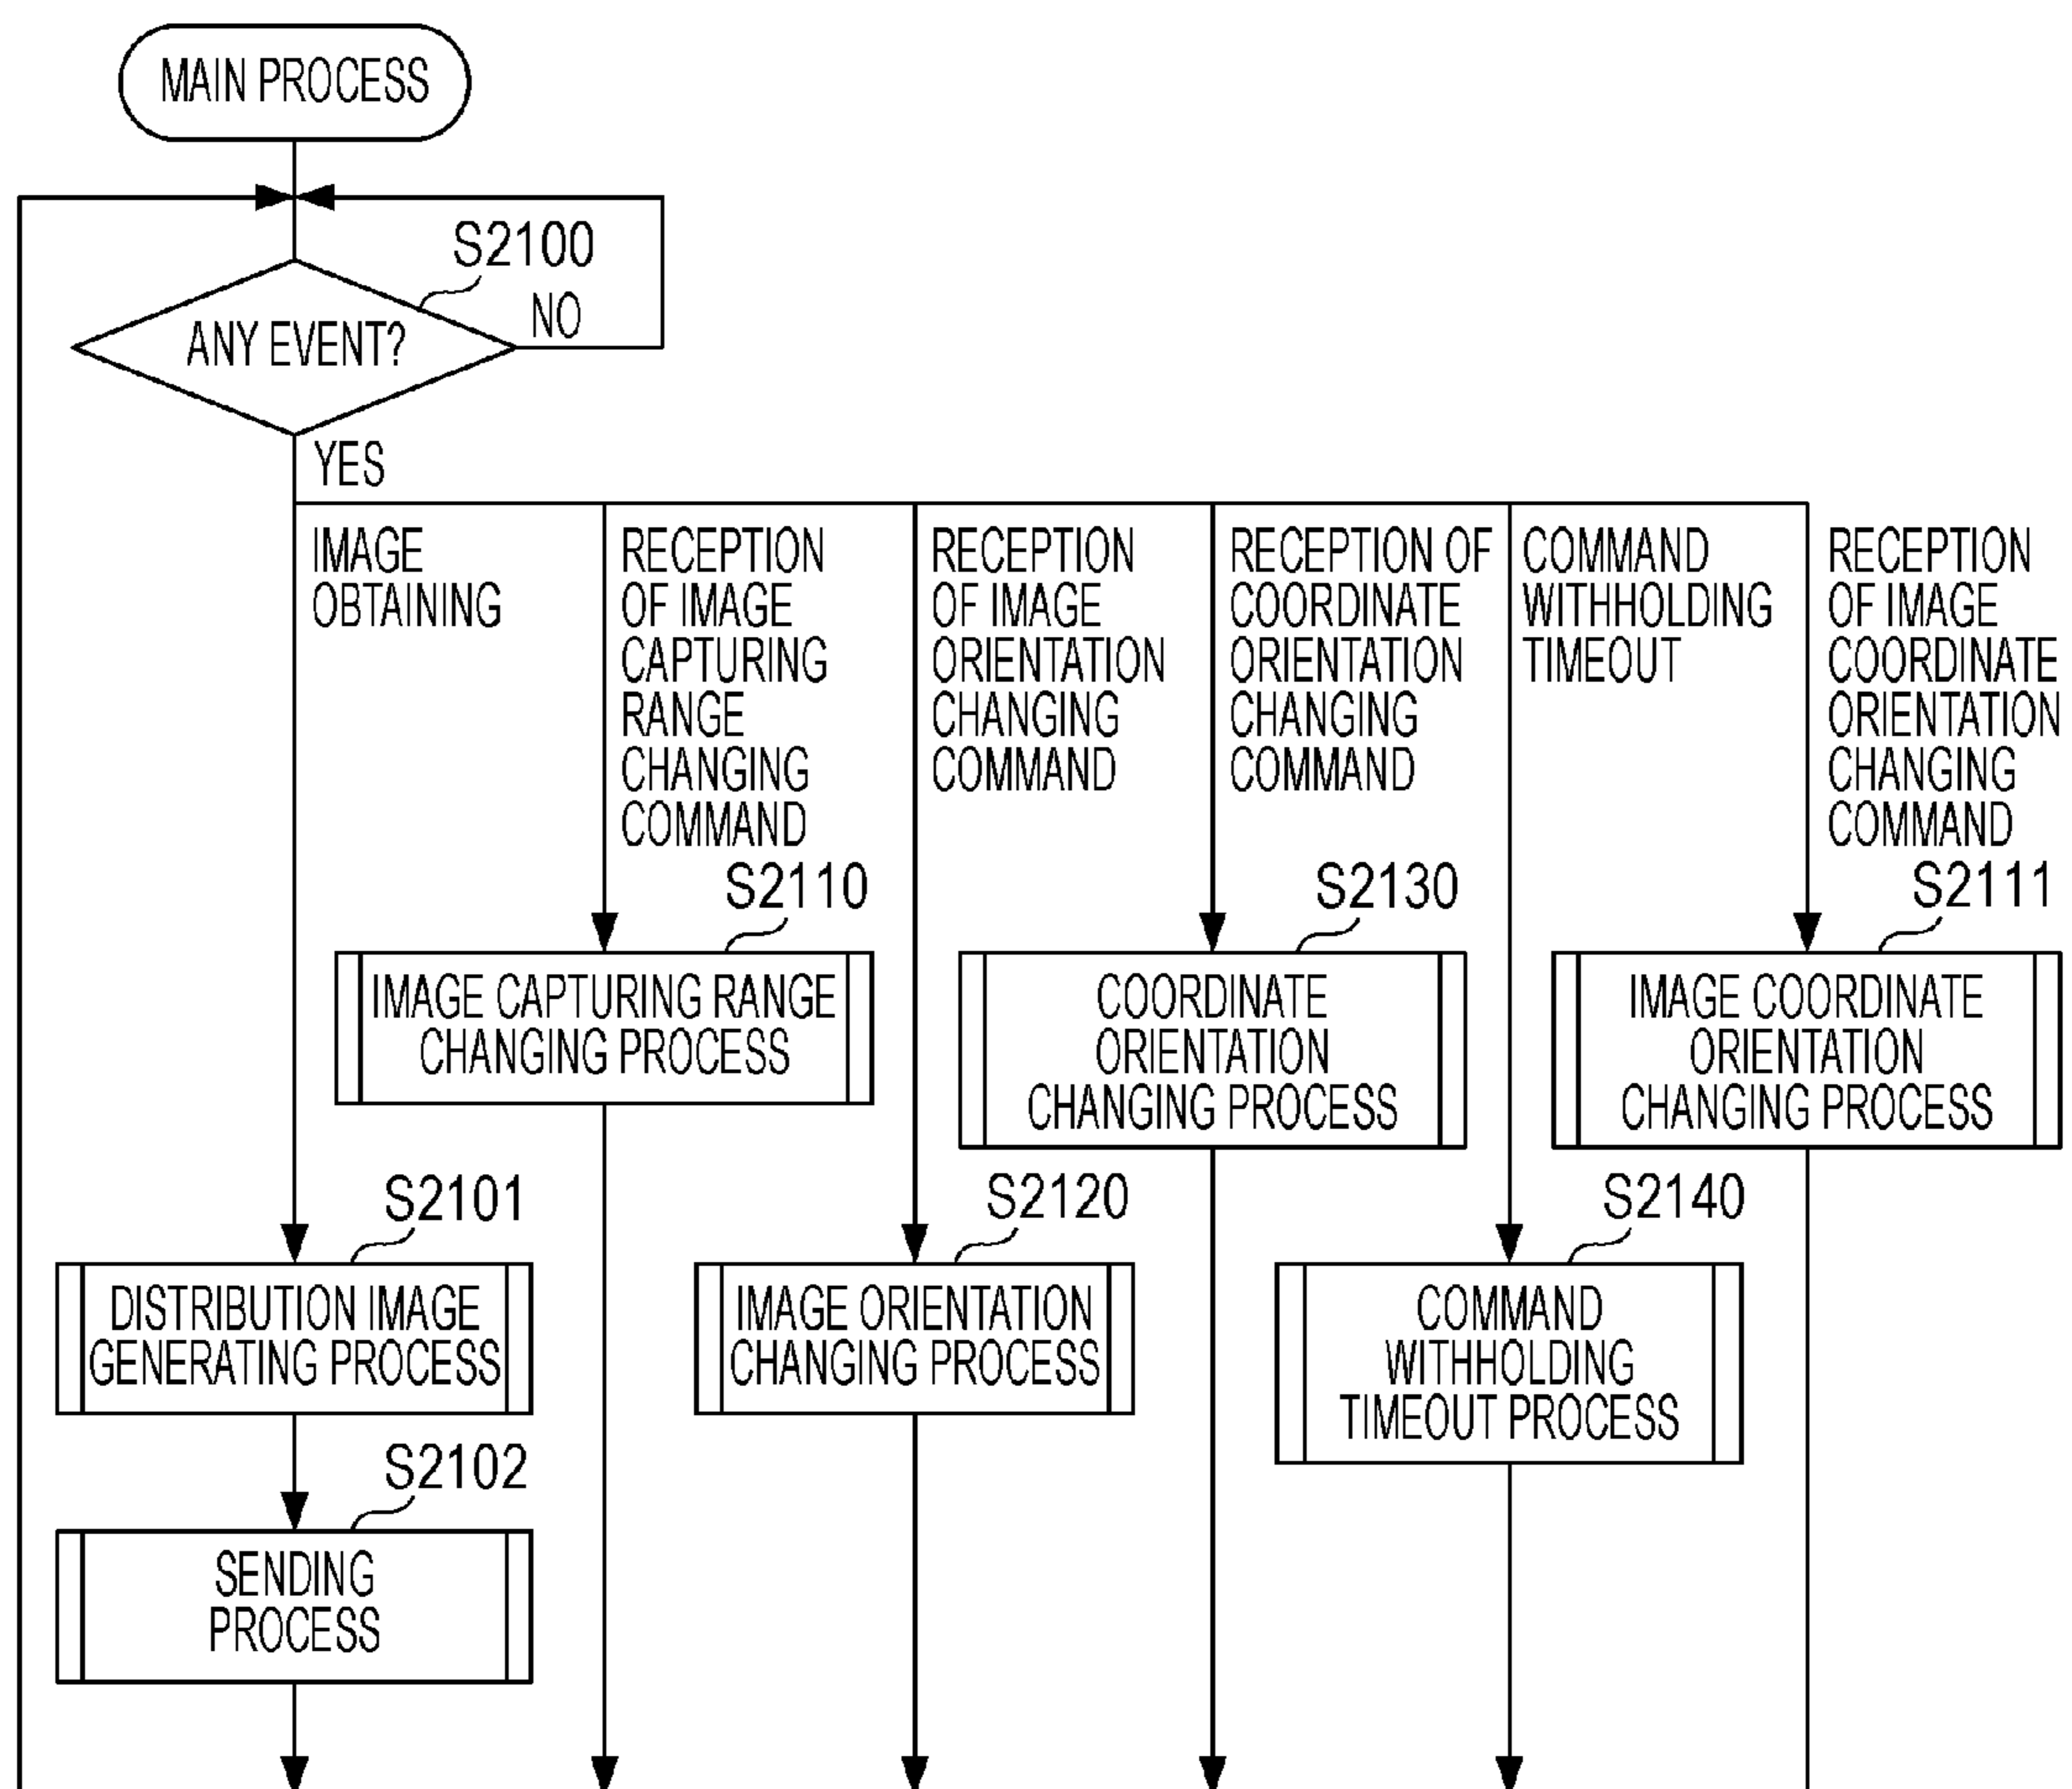 MAIN PROCESS
S2100
NO
ANY EVENT?
YES
IMAGE
OBTAINING
RECEPTION
OF IMAGE
CAPTURING
RANGE
CHANGING
COMMAND
RECEPTION
OF IMAGE
ORIENTATION
CHANGING
COMMAND
RECEPTION OF
COORDINATE
ORIENTATION
CHANGING
COMMAND
COMMAND
WITHHOLDING
TIMEOUT
RECEPTION
OF IMAGE
COORDINATE
ORIENTATION
CHANGING
COMMAND
S2110
IMAGE CAPTURING RANGE
CHANGING PROCESS
S2130
COORDINATE
ORIENTATION
CHANGING PROCESS
S2111
IMAGE COORDINATE
ORIENTATION
CHANGING PROCESS
S2101
DISTRIBUTION IMAGE
GENERATING PROCESS
S2120
IMAGE ORIENTATION
CHANGING PROCESS
S2140
COMMAND
WITHHOLDING
TIMEOUT PROCESS
S2102
SENDING
PROCESS